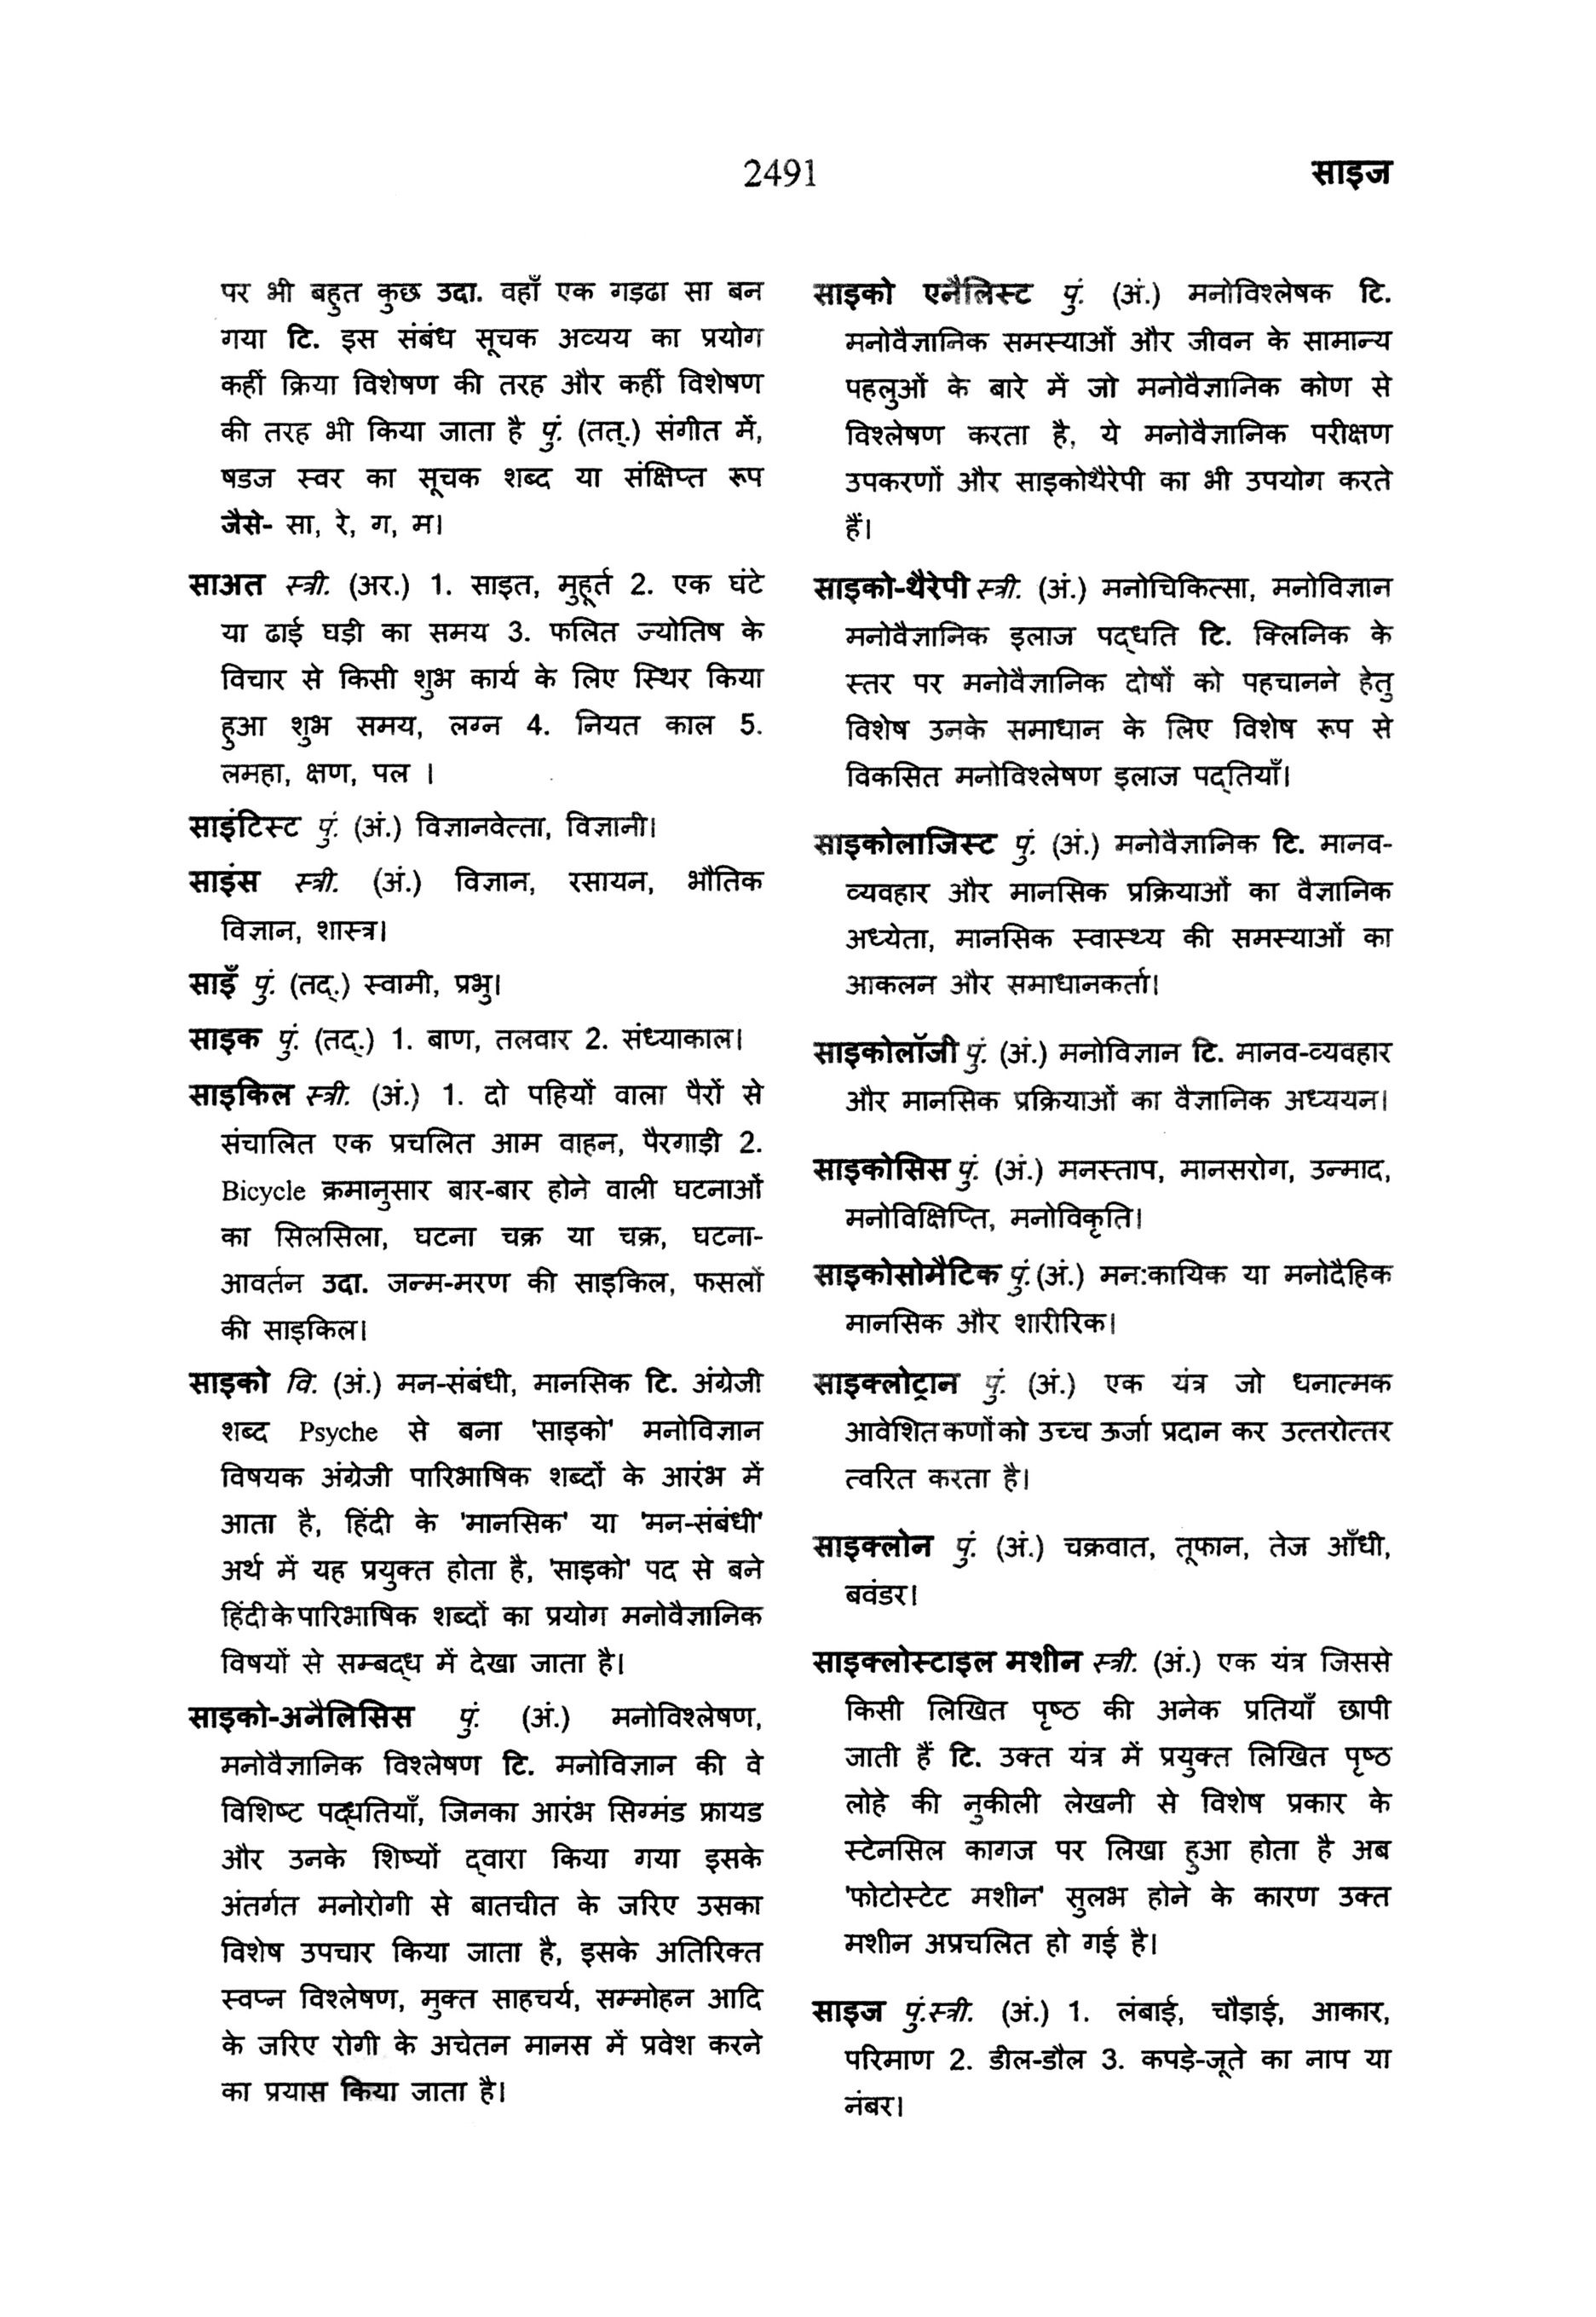 2491
साइज
पर भी बहुत कुछ उदा. वहाँ एक गड्ढा सा बन
गया टि. इस संबंध सूचक अव्यय का प्रयोग
कहीं क्रिया विशेषण की तरह और कहीं विशेषण
की तरह भी किया जाता है पुं. (तत्.) संगीत में,
षडज स्वर का सूचक शब्द या संक्षिप्त रूप
जैसे- सा, रे, ग, म।
साअत स्त्री. (अर.) 1. साइत, मुहूर्त 2. एक घंटे
या ढाई घड़ी का समय 3. फलित ज्योतिष के
विचार से किसी शुभ कार्य के लिए स्थिर किया
हुआ शुभ समय, लग्न 4. नियत काल 5.
लमहा, क्षण, पल ।
साइंटिस्ट पुं. (अं.) विज्ञानवेत्ता, विज्ञानी।
साइंस स्त्री. (अं.) विज्ञान, रसायन, भौतिक
विज्ञान, शास्त्र।
साइँ पुं. (तद्.) स्वामी, प्रभु।
साइक पुं. (तद्.) 1. बाण, तलवार 2. संध्याकाल।
साइकिल स्त्री. (अं.) 1. दो पहियों वाला पैरों से
संचालित एक प्रचलित आम वाहन, पैरगाड़ी 2.
Bicycle क्रमानुसार बार-बार होने वाली घटनाओं
का सिलसिला, घटना चक्र या चक्र, घटना-
आवर्तन उदा. जन्म-मरण की साइकिल, फसलों
की साइकिल।
साइको वि. (अं.) मन-संबंधी, मानसिक टि. अंग्रेजी
शब्द Psyche से बना 'साइको' मनोविज्ञान
विषयक अंग्रेजी पारिभाषिक शब्दों के आरंभ में
आता है, हिंदी के 'मानसिक' या 'मन-संबंधी'
अर्थ में यह प्रयुक्त होता है, 'साइको' पद से बने
हिंदी के पारिभाषिक शब्दों का प्रयोग मनोवैज्ञानिक
विषयों से सम्बद्ध में देखा जाता है।
साइको-अनैलिसिस पुं. (अं.) मनोविश्लेषण,
मनोवैज्ञानिक विश्लेषण टि. मनोविज्ञान की वे
विशिष्ट पद्धतियाँ, जिनका आरंभ सिग्मंड फ्रायड
और उनके शिष्यों द्वारा किया गया इसके
अंतर्गत मनोरोगी से बातचीत के जरिए उसका
विशेष उपचार किया जाता है, इसके अतिरिक्त
स्वप्न विश्लेषण, मुक्त साहचर्य, सम्मोहन आदि
के जरिए रोगी के अचेतन मानस में प्रवेश करने
का प्रयास किया जाता है।
साइको एनैलिस्ट पुं. (अं.) मनोविश्लेषक टि.
मनोवैज्ञानिक समस्याओं और जीवन के सामान्य
पहलुओं के बारे में जो मनोवैज्ञानिक कोण से
विश्लेषण करता है, ये मनोवैज्ञानिक परीक्षण
उपकरणों और साइकोथैरेपी का भी उपयोग करते
हैं।
साइको-थैरेपी स्त्री. (अं.) मनोचिकित्सा, मनोविज्ञान
मनोवैज्ञानिक इलाज पद्धति टि. क्लिनिक के
स्तर पर मनोवैज्ञानिक दोषों को पहचानने हेतु
विशेष उनके समाधान के लिए विशेष रूप से
विकसित मनोविश्लेषण इलाज पद्तियाँ।
साइकोलाजिस्ट पुं. (अं.) मनोवैज्ञानिक टि. मानव-
व्यवहार और मानसिक प्रक्रियाओं का वैज्ञानिक
अध्येता, मानसिक स्वास्थ्य की समस्याओं का
आकलन और समाधानकर्ता।
साइकोलॉजी पुं. (अं.) मनोविज्ञान टि. मानव-व्यवहार
और मानसिक प्रक्रियाओं का वैज्ञानिक अध्ययन।
साइकोसिस पुं. (अं.) मनस्ताप, मानसरोग, उन्माद,
मनोविक्षिप्ति, मनोविकृति।
साइकोसोमैटिक पुं. (अं.) मन:कायिक या मनोदैहिक
मानसिक और शारीरिक।
साइक्लोट्रान पुं. (अं.) एक यंत्र जो धनात्मक
आवेशित कणों को उच्च ऊर्जा प्रदान कर उत्तरोत्तर
त्वरित करता है।
साइक्लोन पुं. (अं.) चक्रवात, तूफान, तेज आँधी,
बवंडर।
साइक्लोस्टाइल मशीन स्त्री. (अं.) एक यंत्र जिससे
किसी लिखित पृष्ठ की अनेक प्रतियाँ छापी
जाती हैं टि. उक्त यंत्र में प्रयुक्त लिखित पृष्ठ
लोहे की नुकीली लेखनी से विशेष प्रकार के
स्टेनसिल कागज पर लिखा हुआ होता है अब
'फोटोस्टेट मशीन' सुलभ होने के कारण उक्त
मशीन अप्रचलित हो गई है।
साइज पुं.स्त्री. (अं.) 1. लंबाई, चौड़ाई, आकार,
परिमाण 2. डील-डौल 3. कपड़े-जूते का नाप या
नंबर।